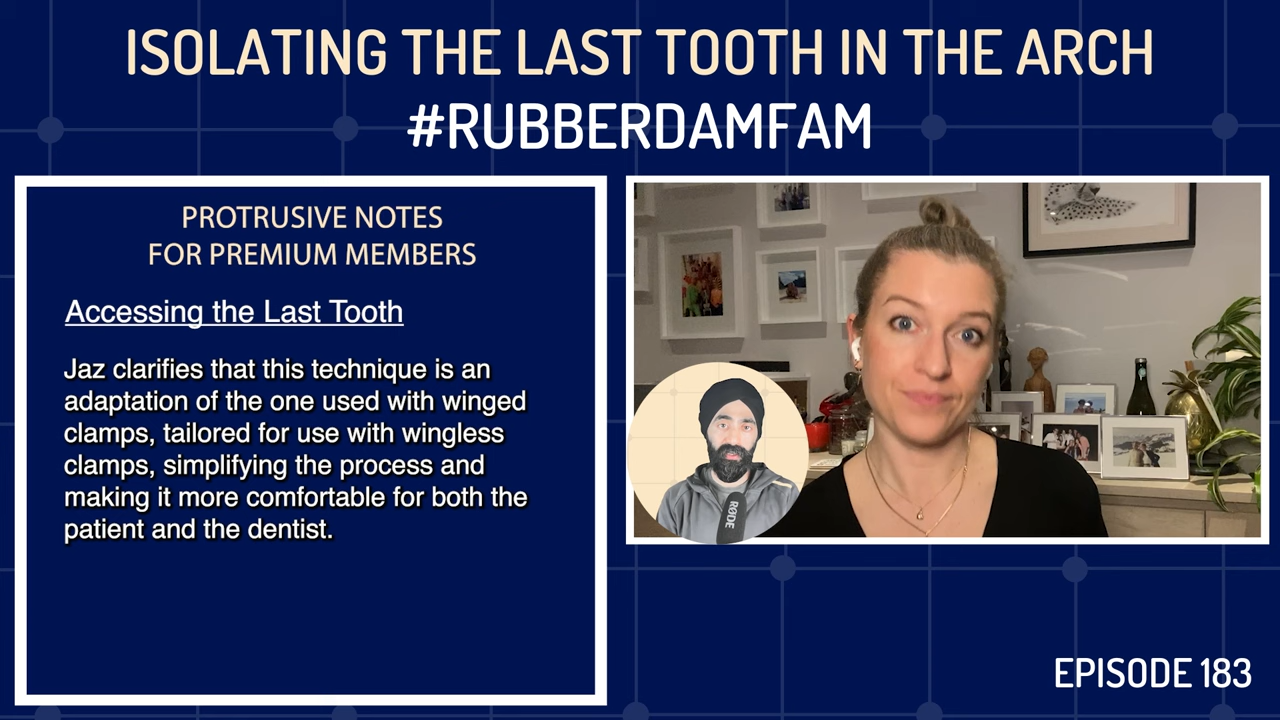 ISOLATING THE LAST TOOTH IN THE ARCH
#RUBBERDAMFAM
PROTRUSIVE NOTES
FOR PREMIUM MEMBERS
Accessing the Last Tooth
Jaz clarifies that this technique is an
adaptation of the one used with winged
clamps, tailored for use with wingless
clamps, simplifying the process and
making it more comfortable for both the
patient and the dentist.
RØDE
EPISODE 183